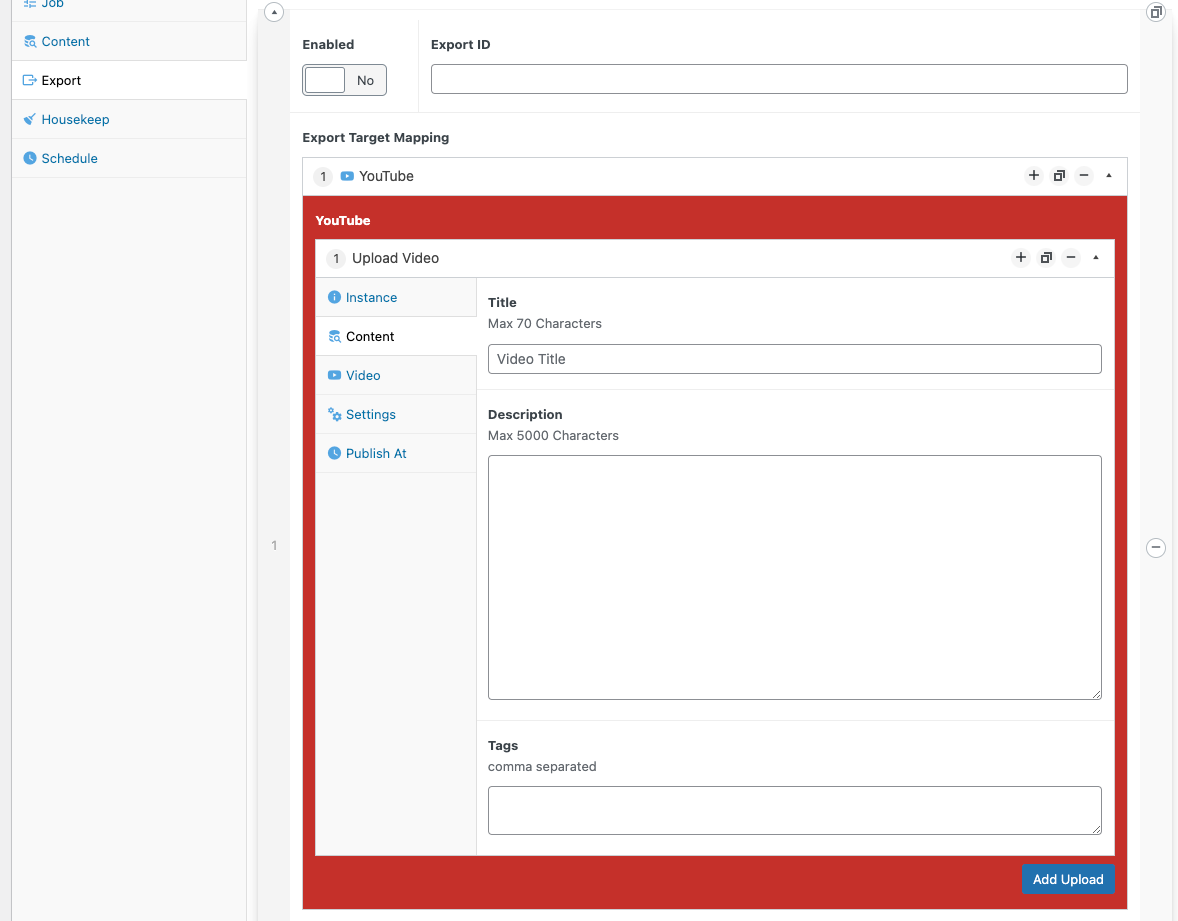 Job
Content
Export
Housekeep
Schedule
Enabled
Export ID
No
Export Target Mapping
1
YouTube
YouTube
1
Upload Video
Instance
Content
Video
Settings
Publish At
Title
Max 70 Characters
Video Title
Description
Max 5000 Characters
1
Tags
comma separated
Add Upload